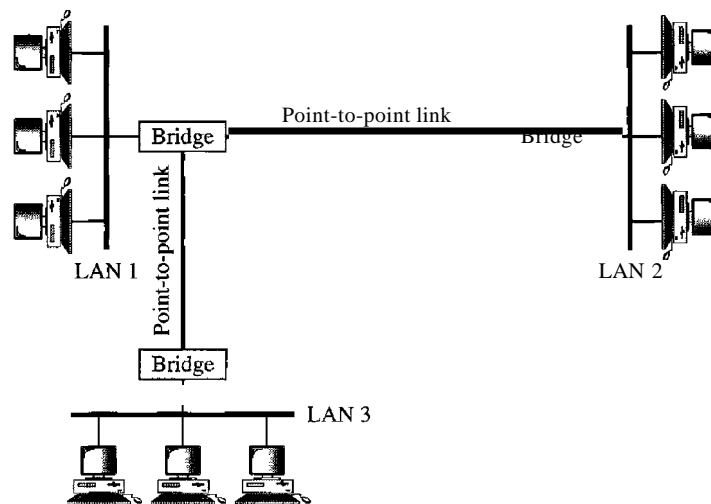 Point-to-point link
Bridge
Bridge
Point-to-point link
LAN 1
LAN 2
Bridge
LAN 3